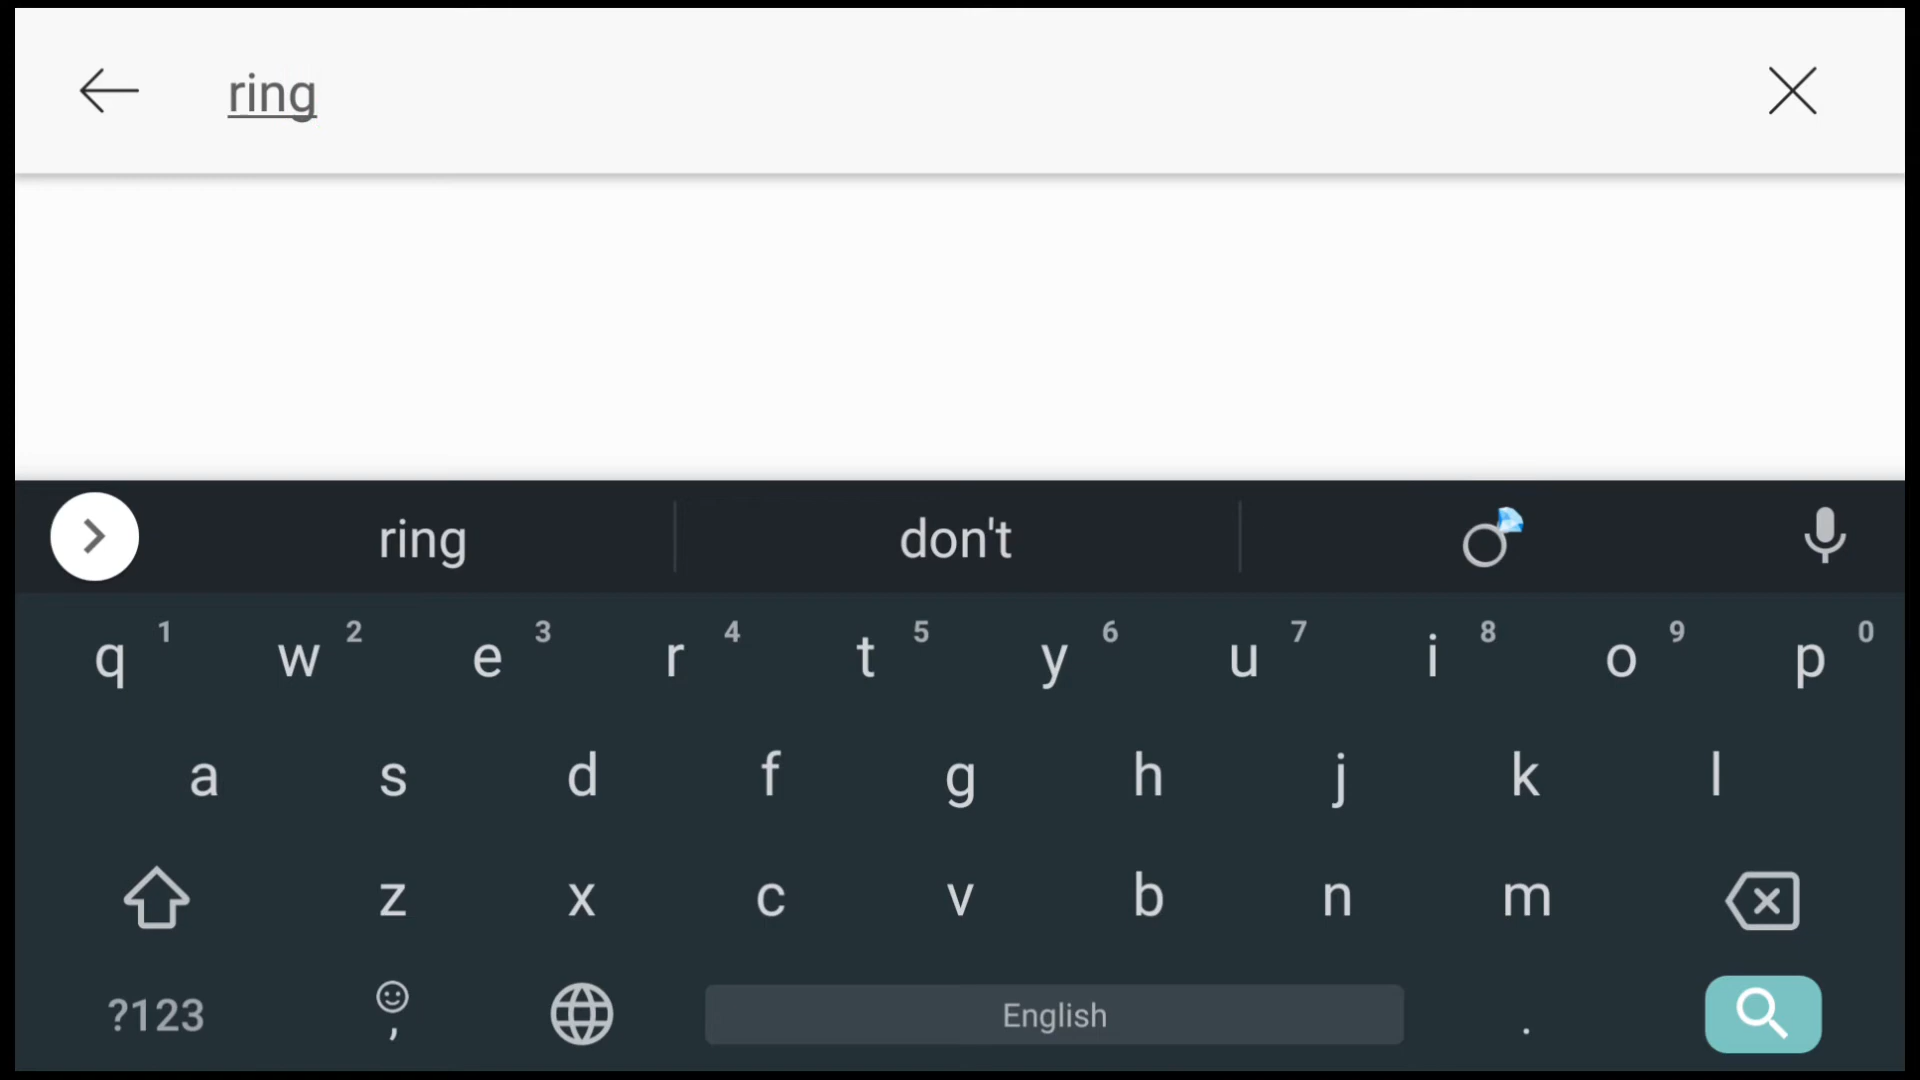 ring
ring don't
q 1 w 2 e 3 r 4 t 5 y 6 u 7 i 8 o 9 p 0
a s d f g h j k l
z x c v b n m
?123 , English .